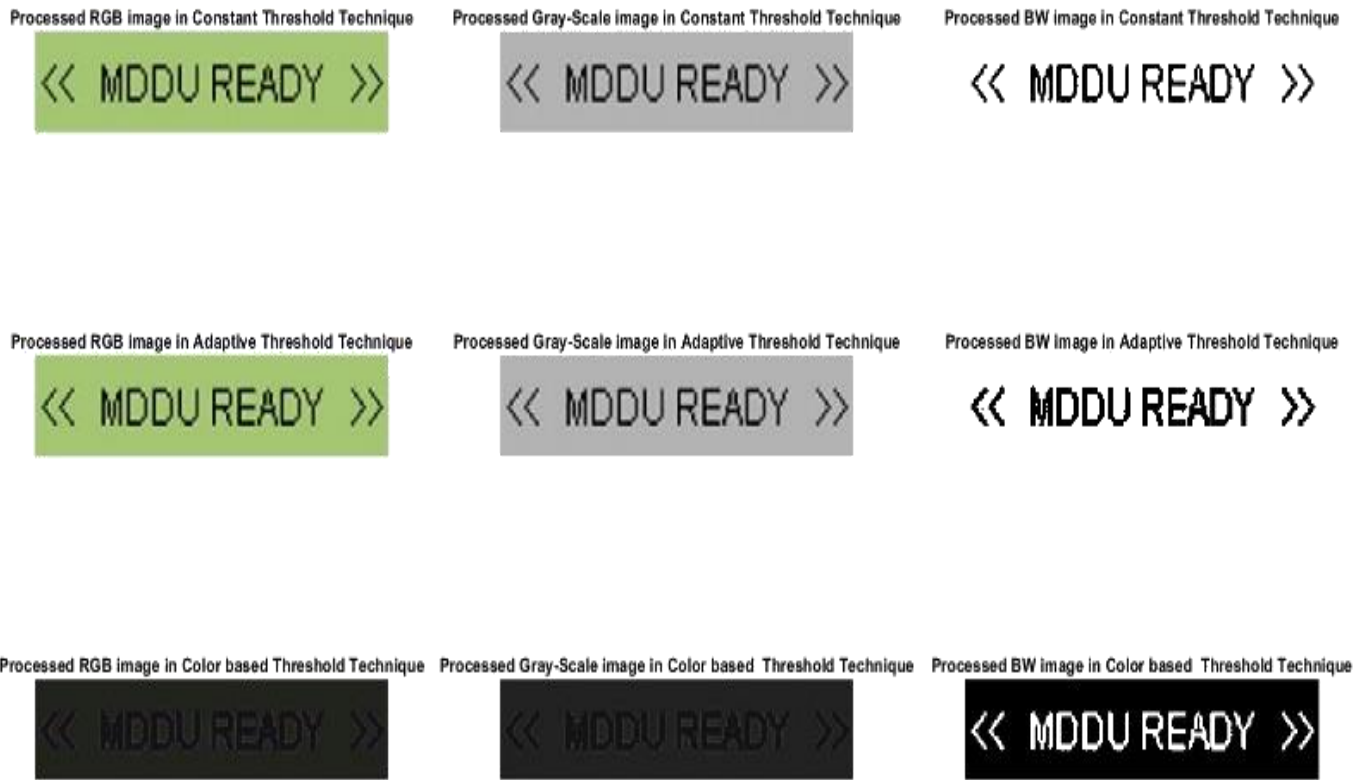 Processed RGB image in Constant Threshold Technique
Processed Gray-Scale image in Constant Threshold Technique
Processed BW image in Constant Threshold Technique
<< MDDU READY >>
<< MDDU READY >>
<< MDDU READY >>
Processed RGB image in Adaptive Threshold Technique
Processed Gray-Scale image in Adaptive Threshold Technique
Processed BW image in Adaptive Threshold Technique
<< MDDU READY >>
<< MDDU READY >>
<< MDDU READY >>
Processed RGB image in Color based Threshold Technique
Processed Gray-Scale image in Color based Threshold Technique
Processed BW image in Color based Threshold Technique
<< MDDU READY >>
<< MDDU READY >>
<< MDDU READY >>